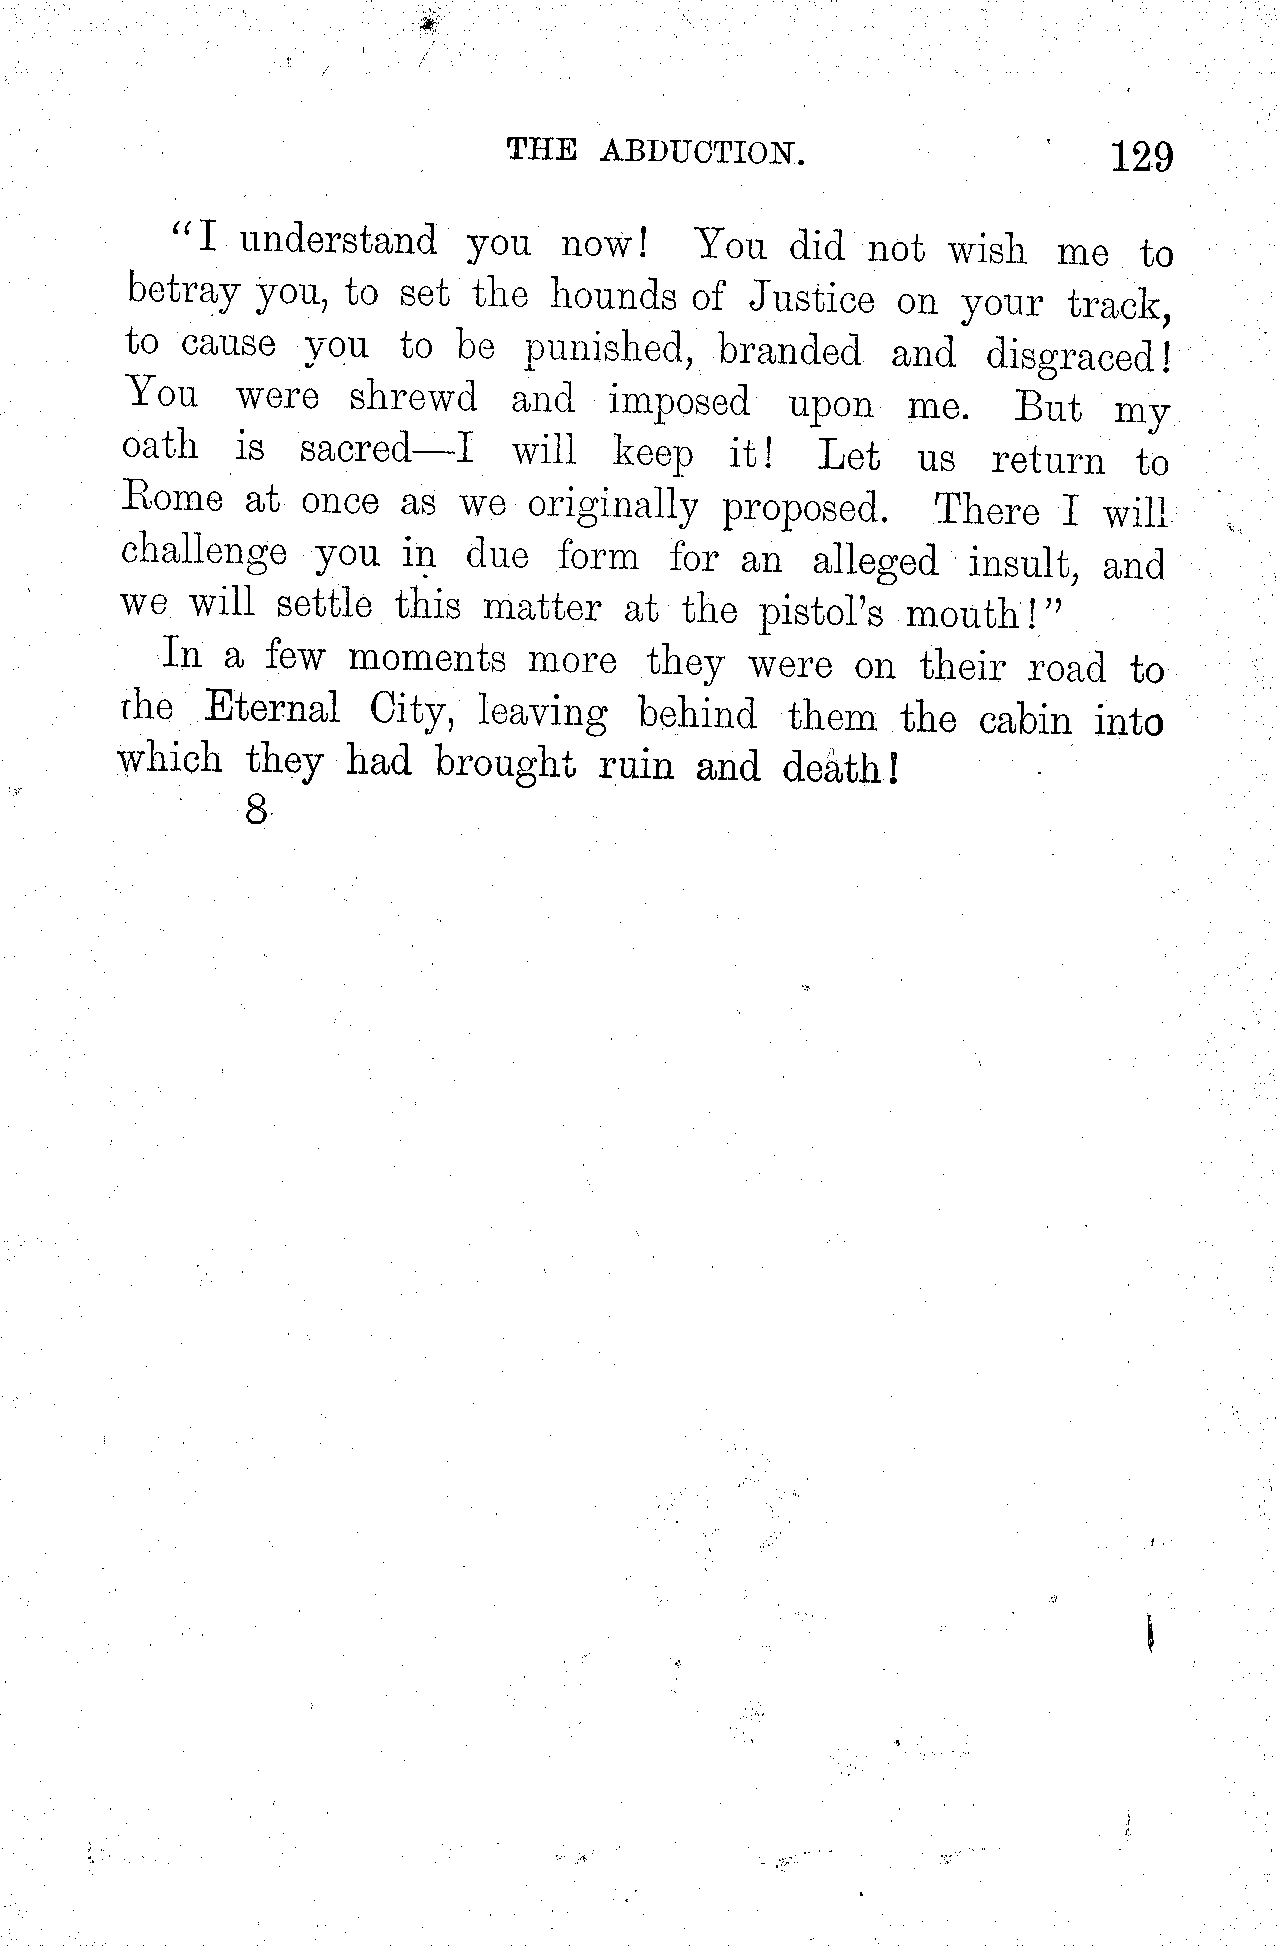 THE ABDUCTION. 129
"I understand you now! You did not wish me to
betray you, to set the hounds of Justice on your track,
to cause you to be punished, branded and disgraced!
You were shrewd and imposed upon me. But my
oath is sacred—I will keep it! Let us return to
Rome at once as we originally proposed. There I will
challenge you in due form for an alleged insult, and
we will settle this matter at the pistol's mouth!"
In a few moments more they were on their road to
the Eternal City, leaving behind them the cabin into
which they had brought ruin and death!
8